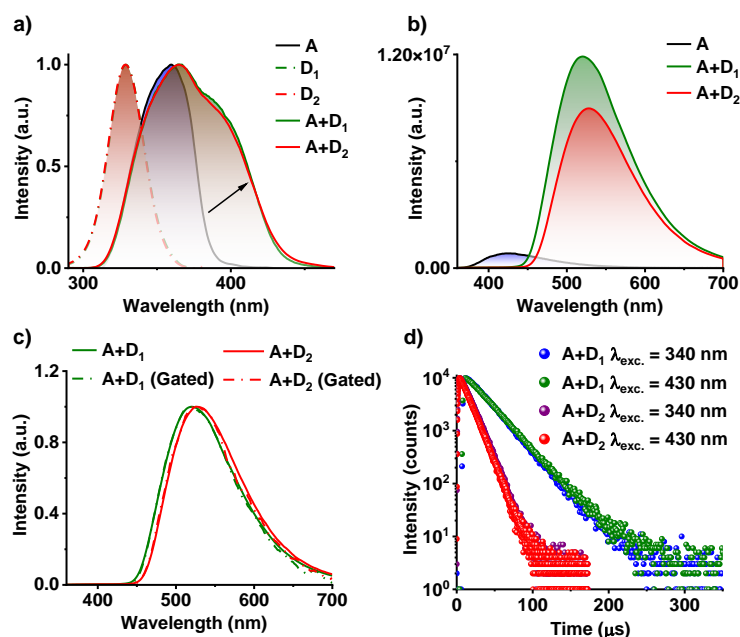 a)
A
D₁
D₂
A+D₁
A+D₂
Intensity (a.u.)
1.0
0.5
0.0
300
400
Wavelength (nm)
b)
1.20×10⁷
A
A+D₁
A+D₂
Intensity (a.u.)
0.00
400
500
600
700
Wavelength (nm)
c)
A+D₁
A+D₂
A+D₁ (Gated)
A+D₂ (Gated)
Intensity (a.u.)
1.2
0.8
0.4
0.0
400
500
600
700
Wavelength (nm)
d)
A+D₁ λexc. = 340 nm
A+D₁ λexc. = 430 nm
A+D₂ λexc. = 340 nm
A+D₂ λexc. = 430 nm
Intensity (counts)
10⁴
10³
10²
10¹
10⁰
0
100
200
300
Time (μs)